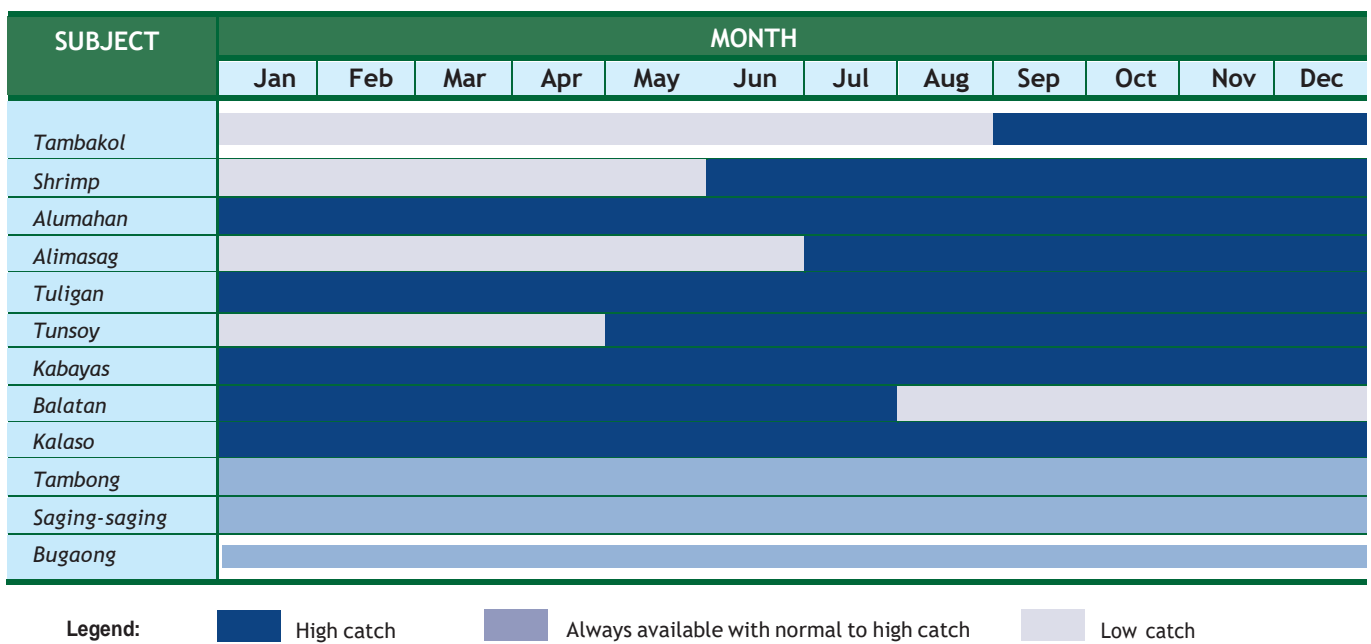 SUBJECT MONTH
Jan Feb Mar Apr May Jun Jul Aug Sep Oct Nov Dec
Tambakol
Shrimp
Alumahan
Alimasag
Tuligan
Tunsoy
Kabayas
Balatan
Kalaso
Tambong
Saging-saging
Bugaong
Legend: High catch Always available with normal to high catch Low catch